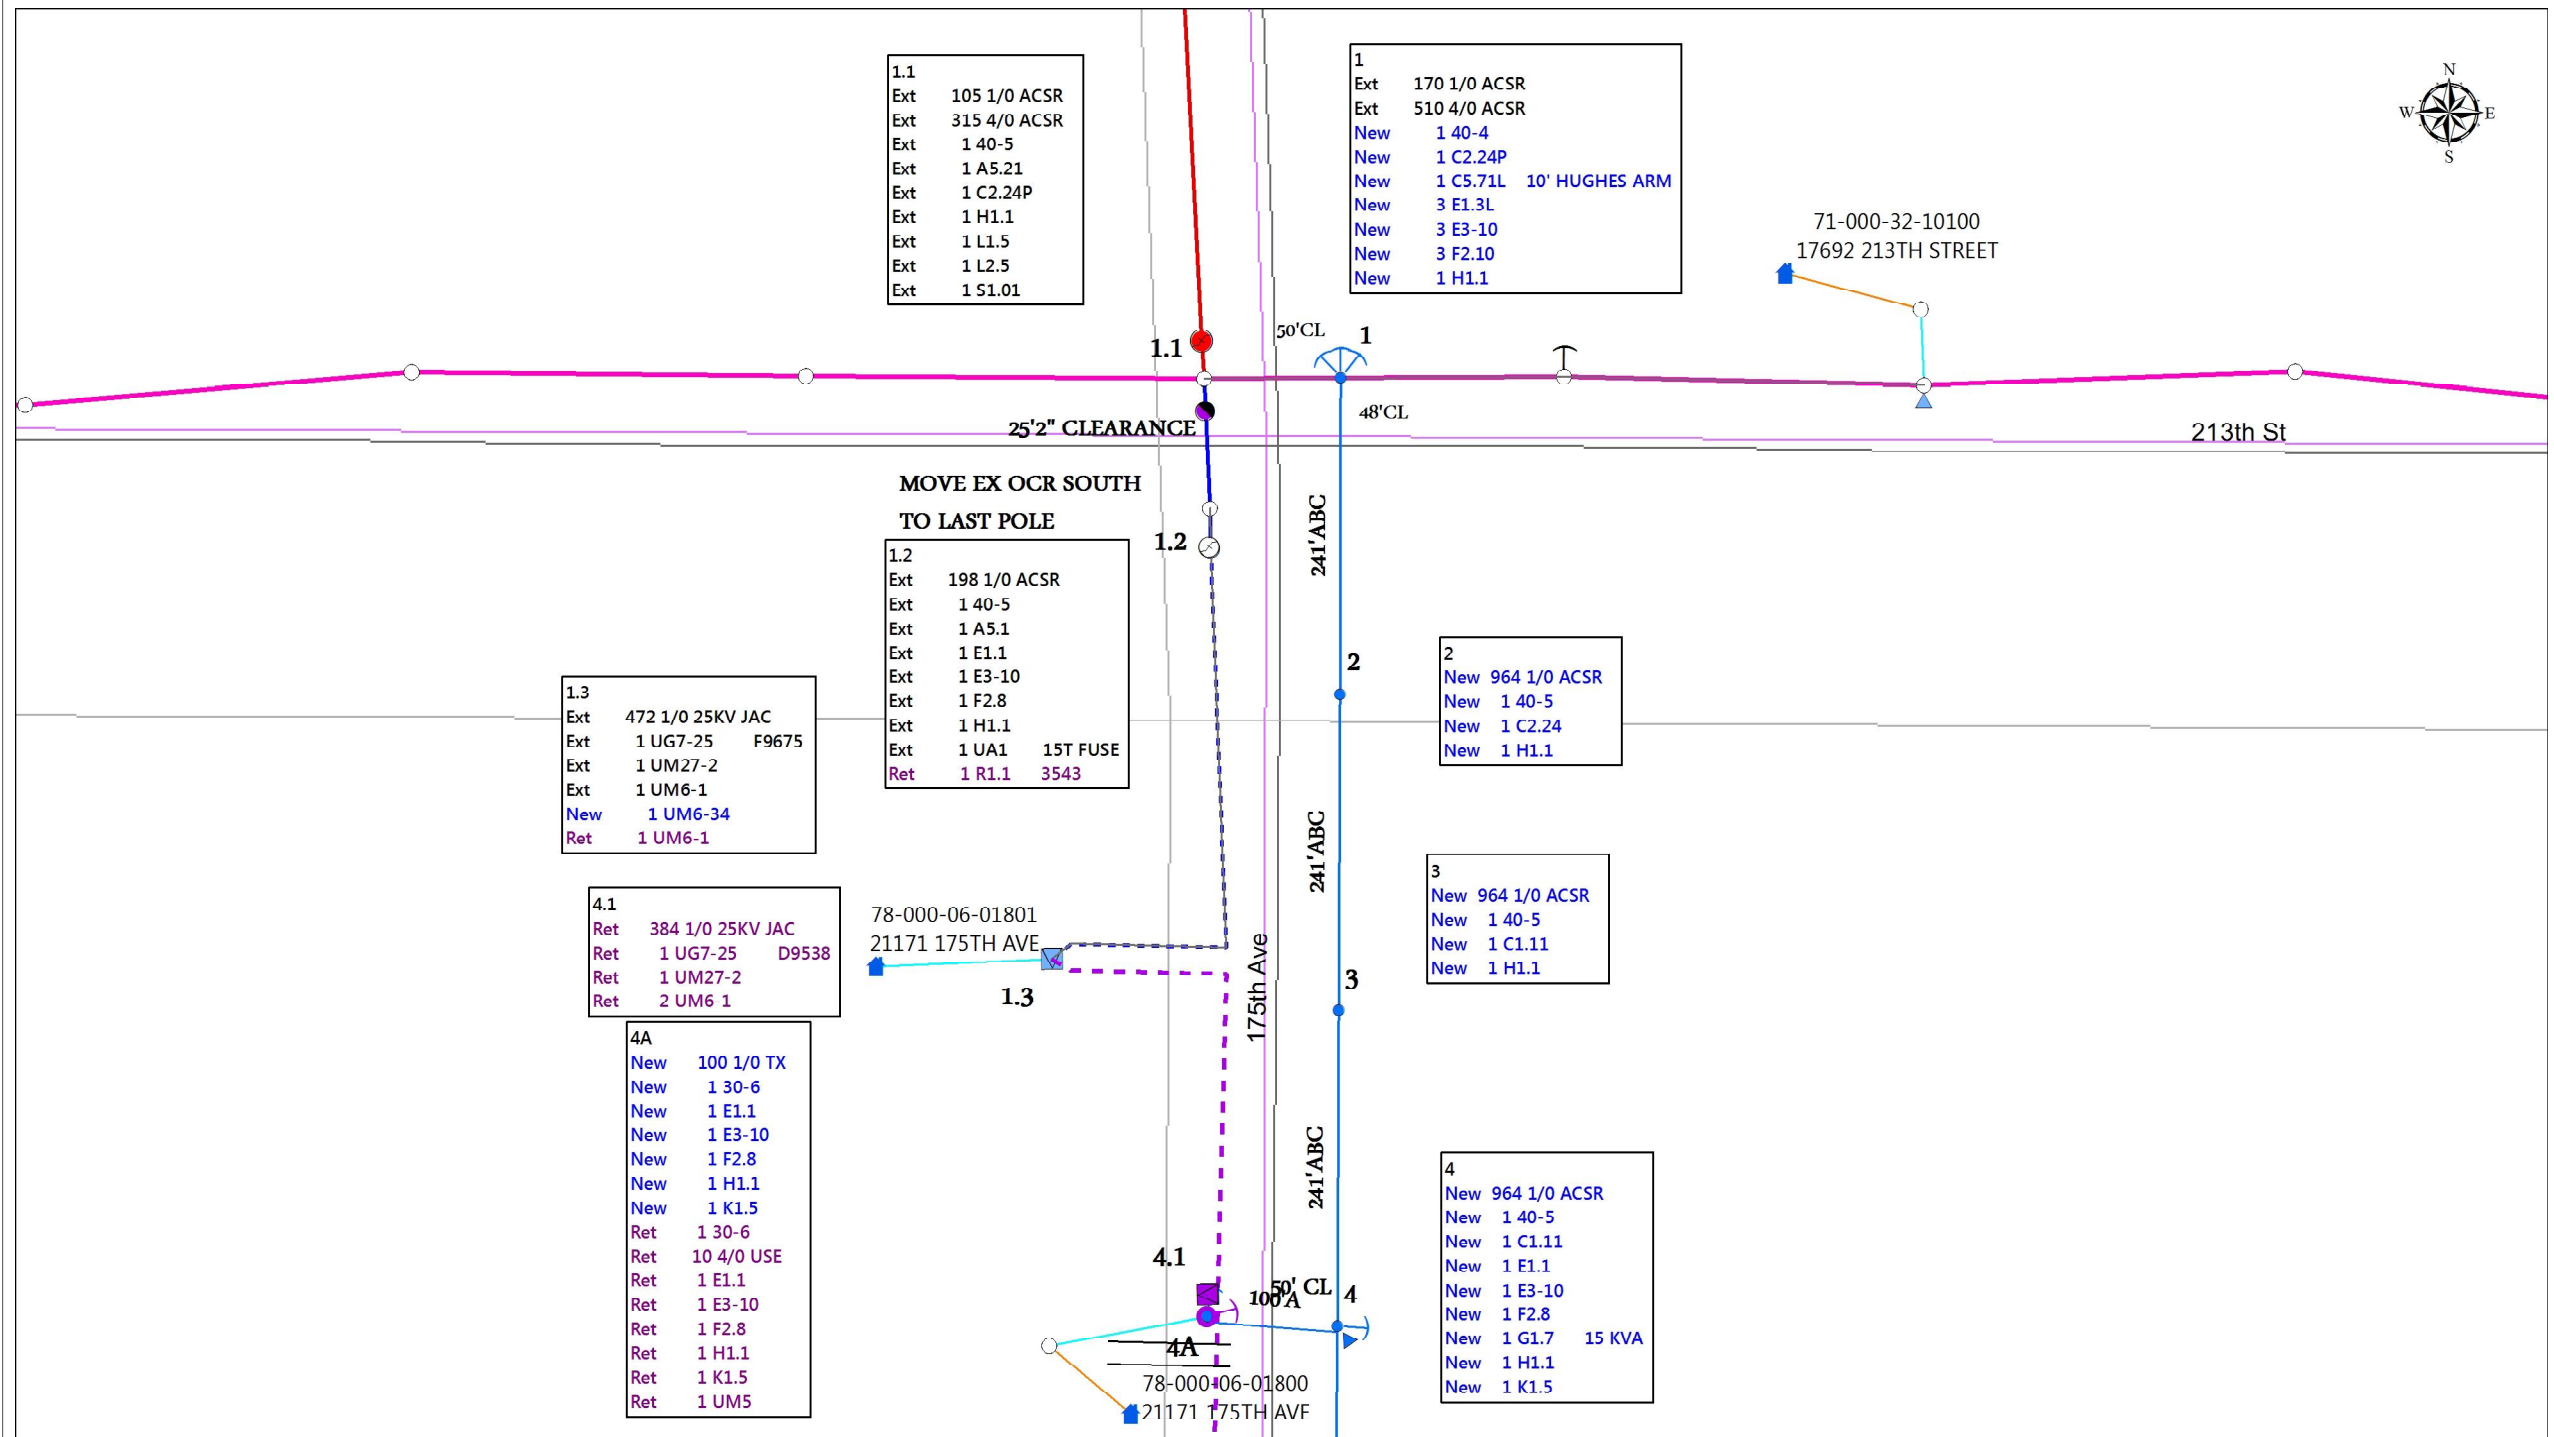 1.1
Ext 105 1/0 ACSR
Ext 315 4/0 ACSR
Ext 1 40-5
Ext 1 A5.21
Ext 1 C2.24P
Ext 1 H1.1
Ext 1 L1.5
Ext 1 L2.5
Ext 1 S1.01
1
Ext 170 1/0 ACSR
Ext 510 4/0 ACSR
New 1 40-4
New 1 C2.24P
New 1 C5.71L 10' HUGHES ARM
New 3 E1.3L
New 3 E3-10
New 3 F2.10
New 1 H1.1
N
W E
S
71-000-32-10100
17692 213TH STREET
1.1
50'CL
1
48'CL
25'2" CLEARANCE
213th St
MOVE EX OCR SOUTH
TO LAST POLE
1.2
241'ABC
1.2
Ext 198 1/0 ACSR
Ext 1 40-5
Ext 1 A5.1
Ext 1 E1.1
Ext 1 E3-10
Ext 1 F2.8
Ext 1 H1.1
Ext 1 UA1 15T FUSE
Ret 1 R1.1 3543
2
2
New 964 1/0 ACSR
New 1 40-5
New 1 C2.24
New 1 H1.1
1.3
Ext 472 1/0 25KV JAC
Ext 1 UG7-25 F9675
Ext 1 UM27-2
Ext 1 UM6-1
New 1 UM6-34
Ret 1 UM6-1
241'ABC
3
New 964 1/0 ACSR
New 1 40-5
New 1 C1.11
New 1 H1.1
4.1
Ret 384 1/0 25KV JAC
Ret 1 UG7-25 D9538
Ret 1 UM27-2
Ret 2 UM6-1
78-000-06-01801
21171 175TH AVE
1.3
175th Ave
3
4A
New 100 1/0 TX
New 1 30-6
New 1 E1.1
New 1 E3-10
New 1 F2.8
New 1 H1.1
New 1 K1.5
Ret 1 30-6
Ret 10 4/0 USE
Ret 1 E1.1
Ret 1 E3-10
Ret 1 F2.8
Ret 1 H1.1
Ret 1 K1.5
Ret 1 UM5
241'ABC
4.1
50' CL
100'A
4
4A
78-000-06-01800
21171 175TH AVE
4
New 964 1/0 ACSR
New 1 40-5
New 1 C1.11
New 1 E1.1
New 1 E3-10
New 1 F2.8
New 1 G1.7 15 KVA
New 1 H1.1
New 1 K1.5